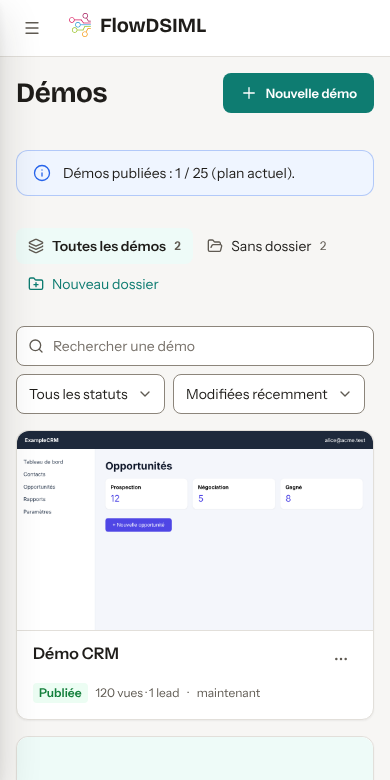 FlowDSIML
Démos
Nouvelle démo
Démos publiées : 1 / 25 (plan actuel).
Toutes les démos 2
Sans dossier 2
Nouveau dossier
Rechercher une démo
Tous les statuts
Modifiées récemment
ExampleCRM
alice@acme.test
Tableau de bord
Contacts
Opportunités
Rapports
Paramètres
Opportunités
Prospection
12
Négociation
5
Gagné
8
+ Nouvelle opportunité
Démo CRM
Publiée 120 vues · 1 lead · maintenant